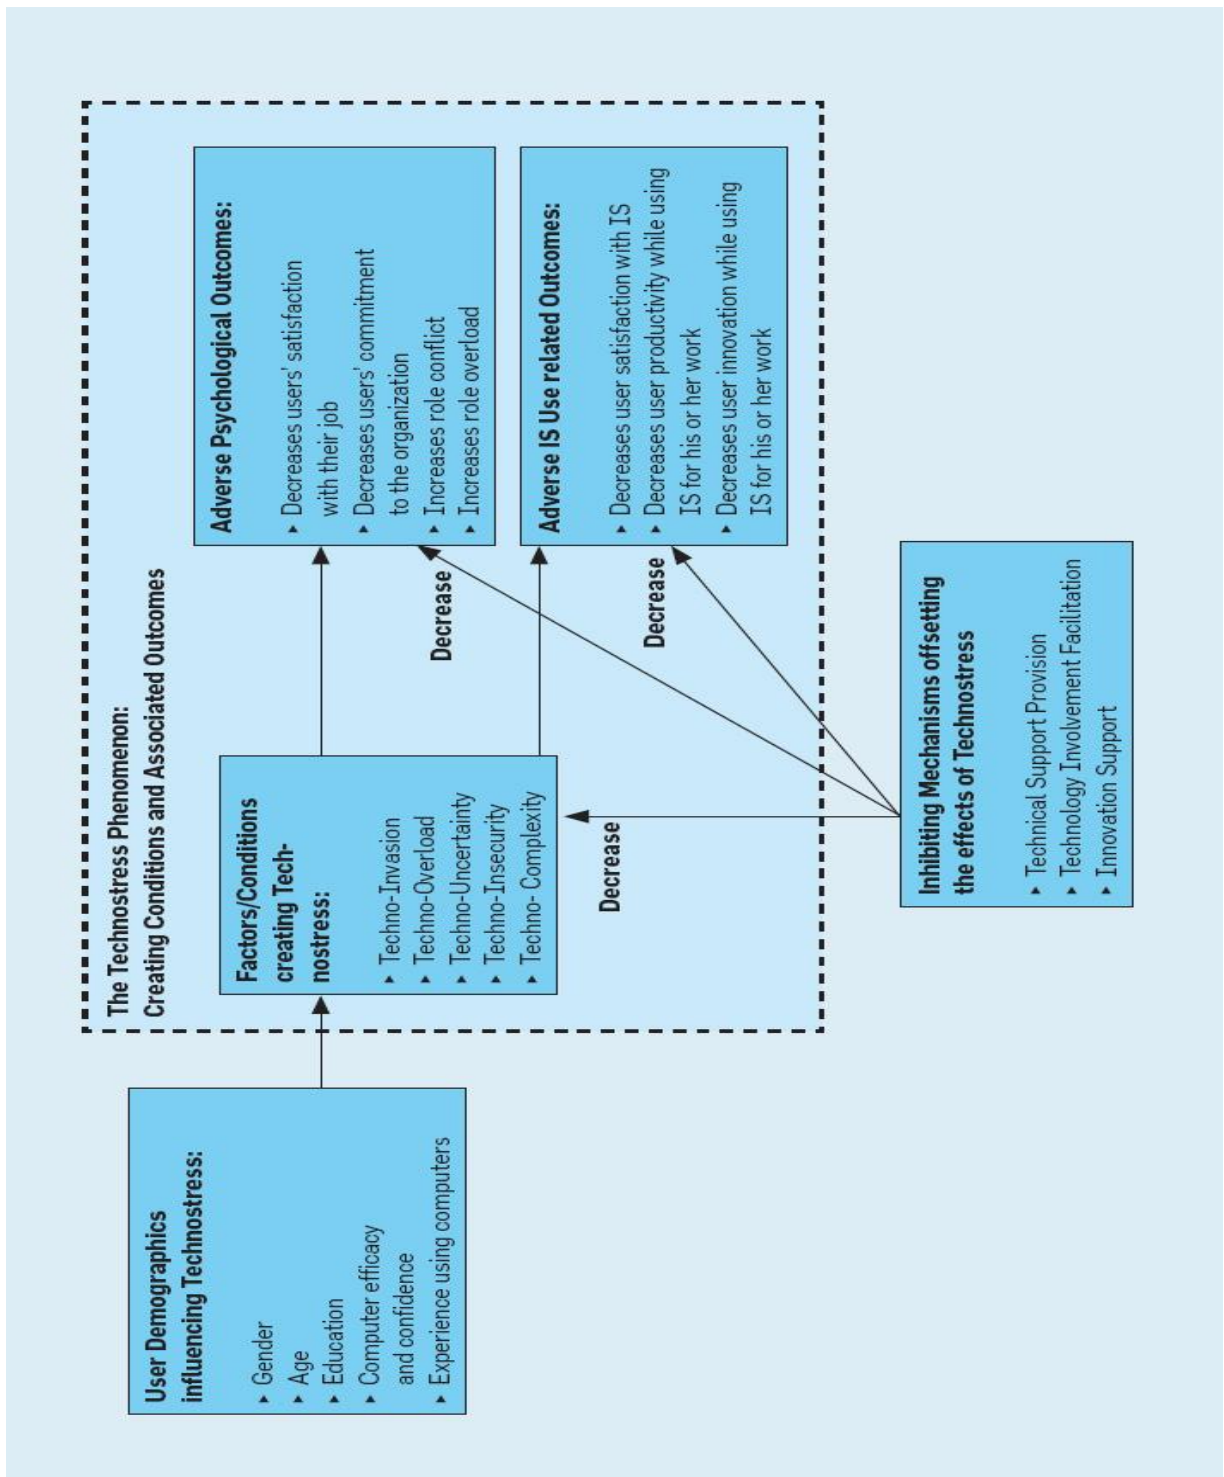 The Technostress Phenomenon:
Creating Conditions and Associated Outcomes
User Demographics
influencing Technostress:
▸ Gender
▸ Age
▸ Education
▸ Computer efficacy
and confidence
▸ Experience using computers
Factors/Conditions
creating Tech-
nostress:
▸ Techno-Invasion
▸ Techno-Overload
▸ Techno-Uncertainty
▸ Techno-Insecurity
▸ Techno- Complexity
Adverse Psychological Outcomes:
▸ Decreases users' satisfaction
with their job
▸ Decreases users' commitment
to the organization
▸ Increases role conflict
▸ Increases role overload
Decrease
Adverse IS Use related Outcomes:
▸ Decreases user satisfaction with IS
▸ Decreases user productivity while using
IS for his or her work
▸ Decreases user innovation while using
IS for his or her work
Decrease
Decrease
Inhibiting Mechanisms offsetting
the effects of Technostress
▸ Technical Support Provision
▸ Technology Involvement Facilitation
▸ Innovation Support